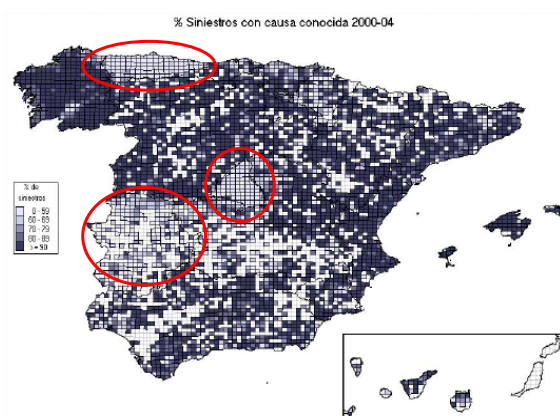 % Siniestros con causa conocida 2000-04
% de
siniestros
0 - 59
60 - 69
70 - 79
80 - 89
> = 90